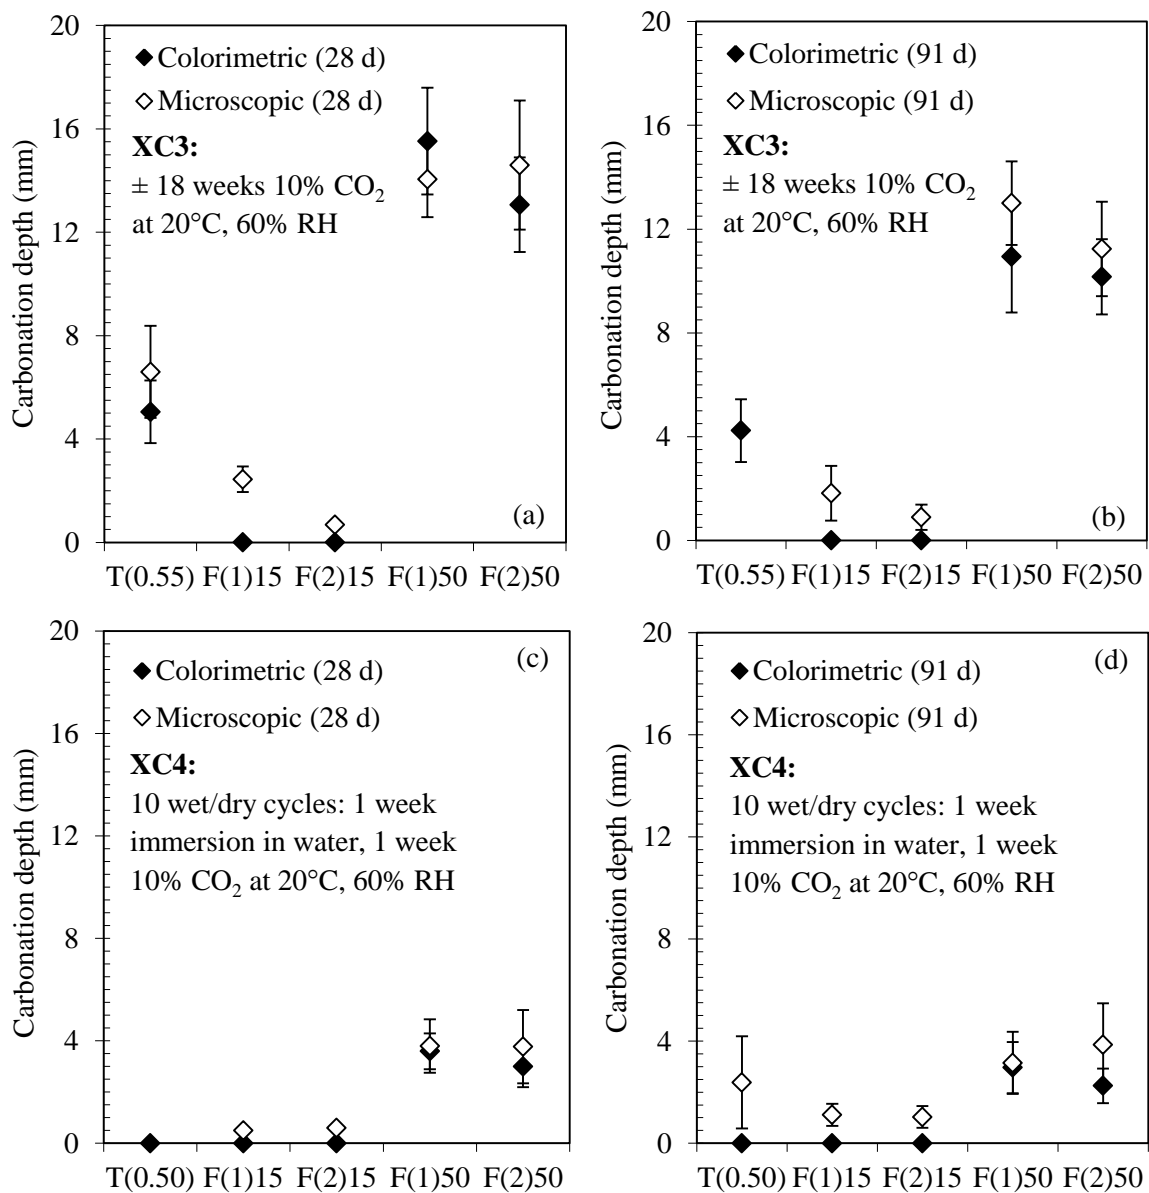 20
16
12
8
4
0
Carbonation depth (mm)
Colorimetric (28 d)
Microscopic (28 d)
XC3:
± 18 weeks 10% CO₂
at 20°C, 60% RH
(a)
T(0.55) F(1)15 F(2)15 F(1)50 F(2)50
20
16
12
8
4
0
Carbonation depth (mm)
Colorimetric (91 d)
Microscopic (91 d)
XC3:
± 18 weeks 10% CO₂
at 20°C, 60% RH
(b)
T(0.55) F(1)15 F(2)15 F(1)50 F(2)50
20
16
12
8
4
0
Carbonation depth (mm)
(c)
Colorimetric (28 d)
Microscopic (28 d)
XC4:
10 wet/dry cycles: 1 week
immersion in water, 1 week
10% CO₂ at 20°C, 60% RH
T(0.50) F(1)15 F(2)15 F(1)50 F(2)50
20
16
12
8
4
0
Carbonation depth (mm)
(d)
Colorimetric (91 d)
Microscopic (91 d)
XC4:
10 wet/dry cycles: 1 week
immersion in water, 1 week
10% CO₂ at 20°C, 60% RH
T(0.50) F(1)15 F(2)15 F(1)50 F(2)50